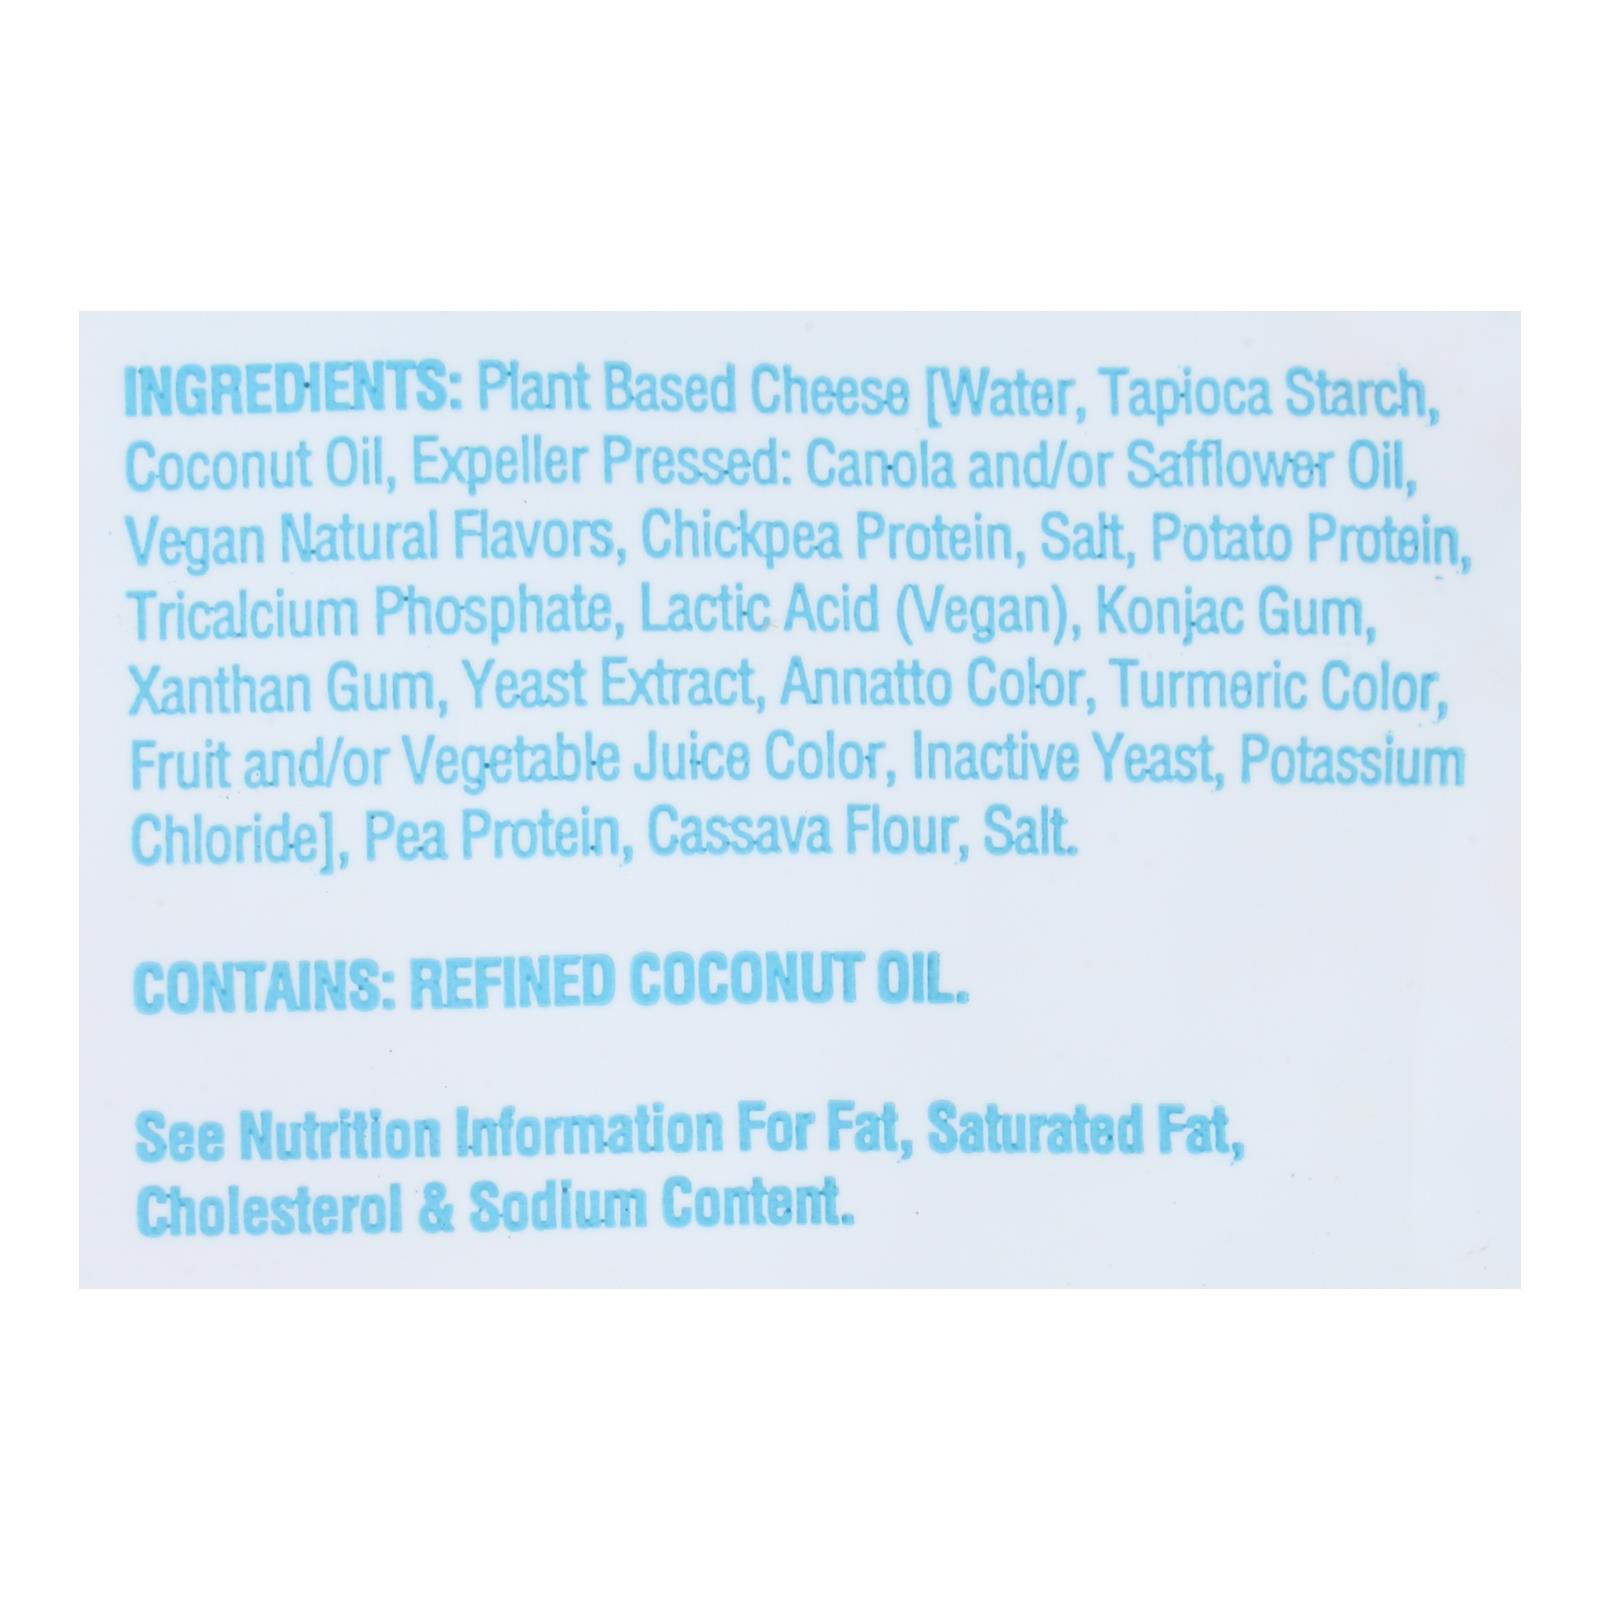 INGREDIENTS: Plant Based Cheese [Water, Tapioca Starch,
Coconut Oil, Expeller Pressed: Canola and/or Safflower Oil,
Vegan Natural Flavors, Chickpea Protein, Salt, Potato Protein,
Tricalcium Phosphate, Lactic Acid (Vegan), Konjac Gum,
Xanthan Gum, Yeast Extract, Annatto Color, Turmeric Color,
Fruit and/or Vegetable Juice Color, Inactive Yeast, Potassium
Chloride], Pea Protein, Cassava Flour, Salt.
CONTAINS: REFINED COCONUT OIL.
See Nutrition Information For Fat, Saturated Fat,
Cholesterol & Sodium Content.